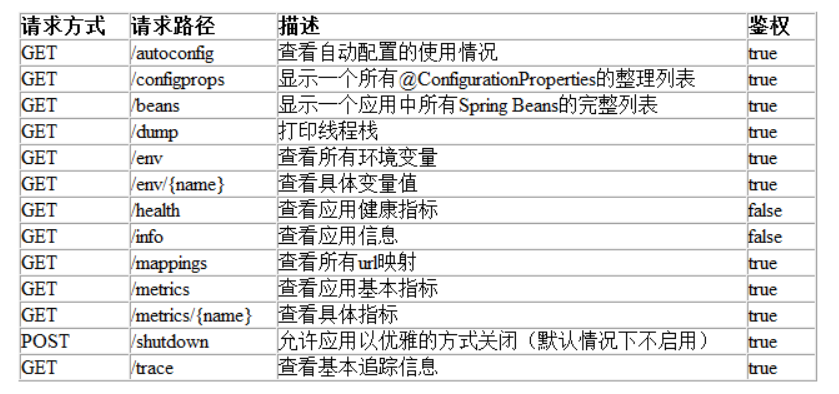 请求方式 请求路径 描述 鉴权
GET /autoconfig 查看自动配置的使用情况 true
GET /configprops 显示一个所有@ConfigurationProperties的整理列表 true
GET /beans 显示一个应用中所有Spring Beans的完整列表 true
GET /dump 打印线程栈 true
GET /env 查看所有环境变量 true
GET /env/{name} 查看具体变量值 true
GET /health 查看应用健康指标 false
GET /info 查看应用信息 false
GET /mappings 查看所有url映射 true
GET /metrics 查看应用基本指标 true
GET /metrics/{name} 查看具体指标 true
POST /shutdown 允许应用以优雅的方式关闭（默认情况下不启用） true
GET /trace 查看基本追踪信息 true